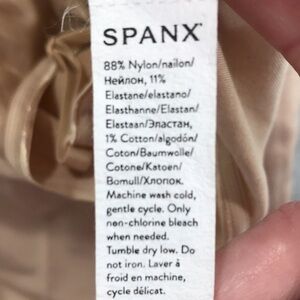 SPANX
88% Nylon/nailon/
Нейлон, 11%
Elastane/elastano/
Elasthanne/Elastan/
Elastaan/Эластан,
1% Cotton/algodón/
Coton/Baumwolle/
Cotone/Katoen/
Bomull/Хлопок.
Machine wash cold,
gentle cycle. Only
non-chlorine bleach
when needed.
Tumble dry low. Do
not iron. Laver à
froid en machine,
cycle délicat.